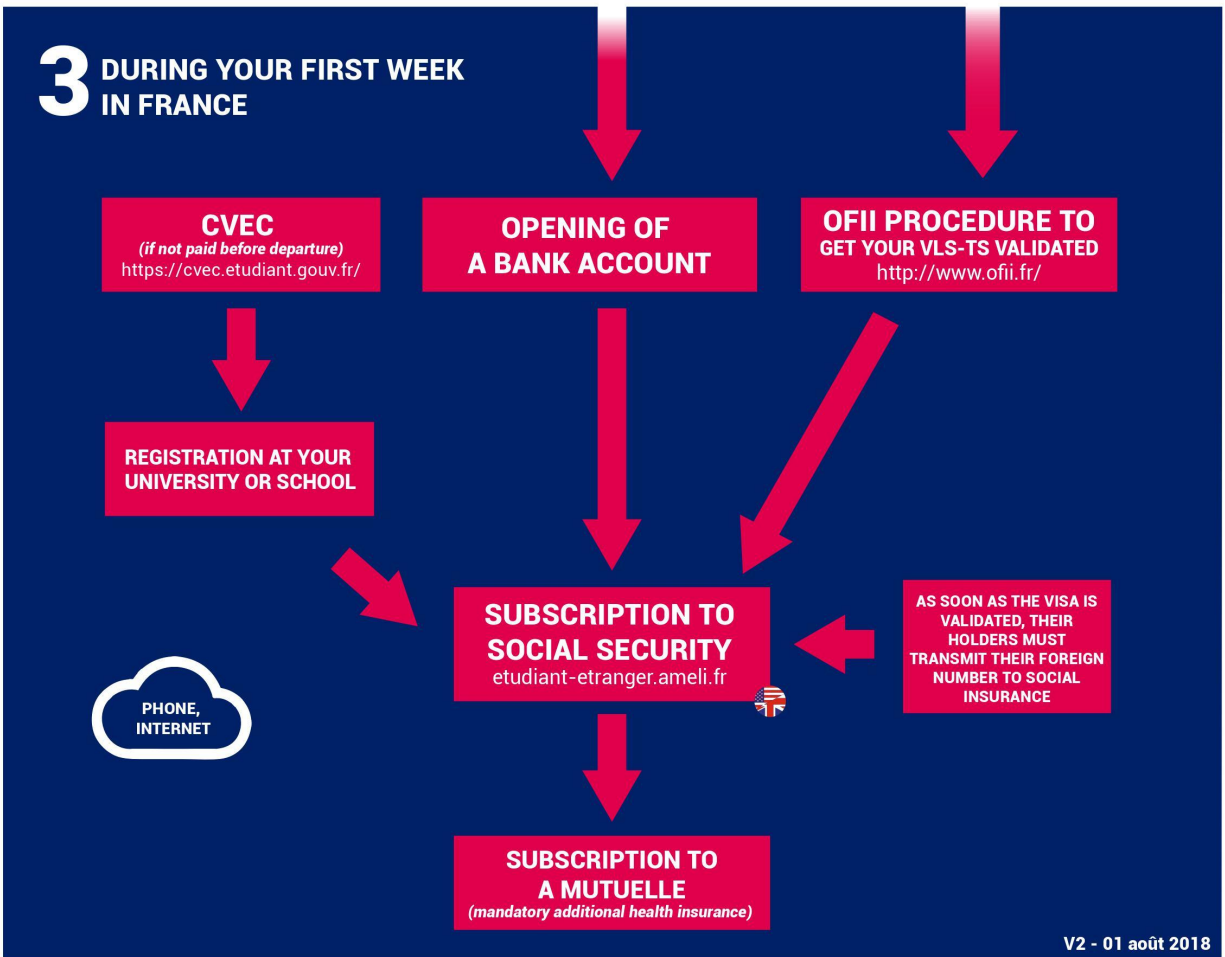 3 DURING YOUR FIRST WEEK
IN FRANCE
CVEC
(if not paid before departure)
https://cvec.etudiant.gouv.fr/
OPENING OF
A BANK ACCOUNT
OFII PROCEDURE TO
GET YOUR VLS-TS VALIDATED
http://www.ofii.fr/
REGISTRATION AT YOUR
UNIVERSITY OR SCHOOL
SUBSCRIPTION TO
SOCIAL SECURITY
etudiant-etranger.ameli.fr
AS SOON AS THE VISA IS
VALIDATED, THEIR
HOLDERS MUST
TRANSMIT THEIR FOREIGN
NUMBER TO SOCIAL
INSURANCE
PHONE,
INTERNET
SUBSCRIPTION TO
A MUTUELLE
(mandatory additional health insurance)
V2 - 01 août 2018